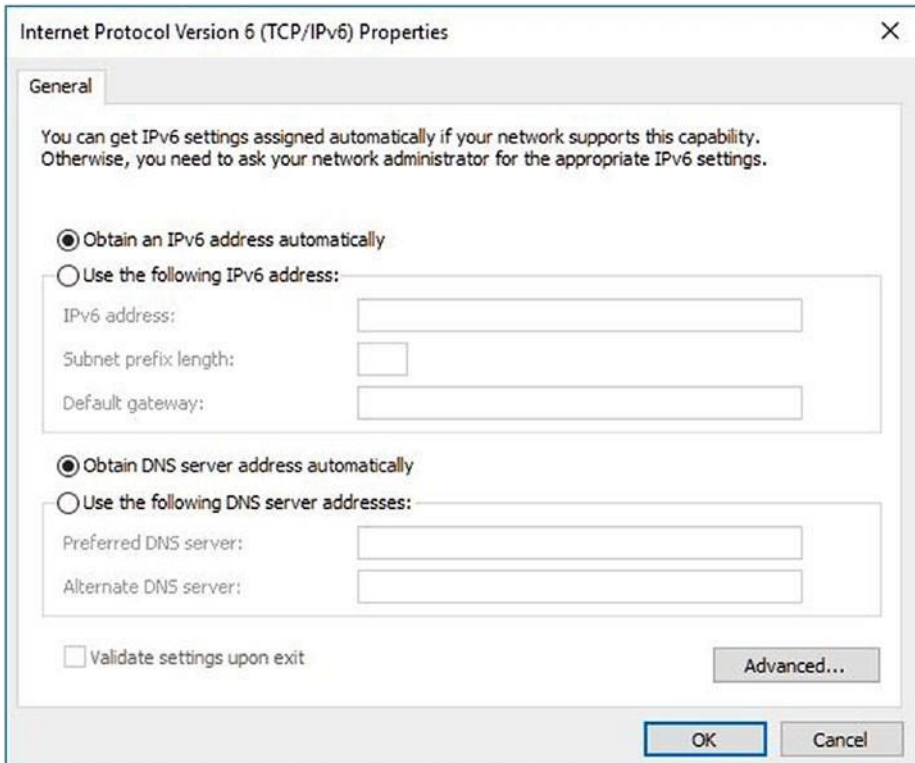 Internet Protocol Version 6 (TCP/IPv6) Properties
General
You can get IPv6 settings assigned automatically if your network supports this capability.
Otherwise, you need to ask your network administrator for the appropriate IPv6 settings.
Obtain an IPv6 address automatically
Use the following IPv6 address:
IPv6 address:
Subnet prefix length:
Default gateway:
Obtain DNS server address automatically
Use the following DNS server addresses:
Preferred DNS server:
Alternate DNS server:
Validate settings upon exit
Advanced...
OK
Cancel